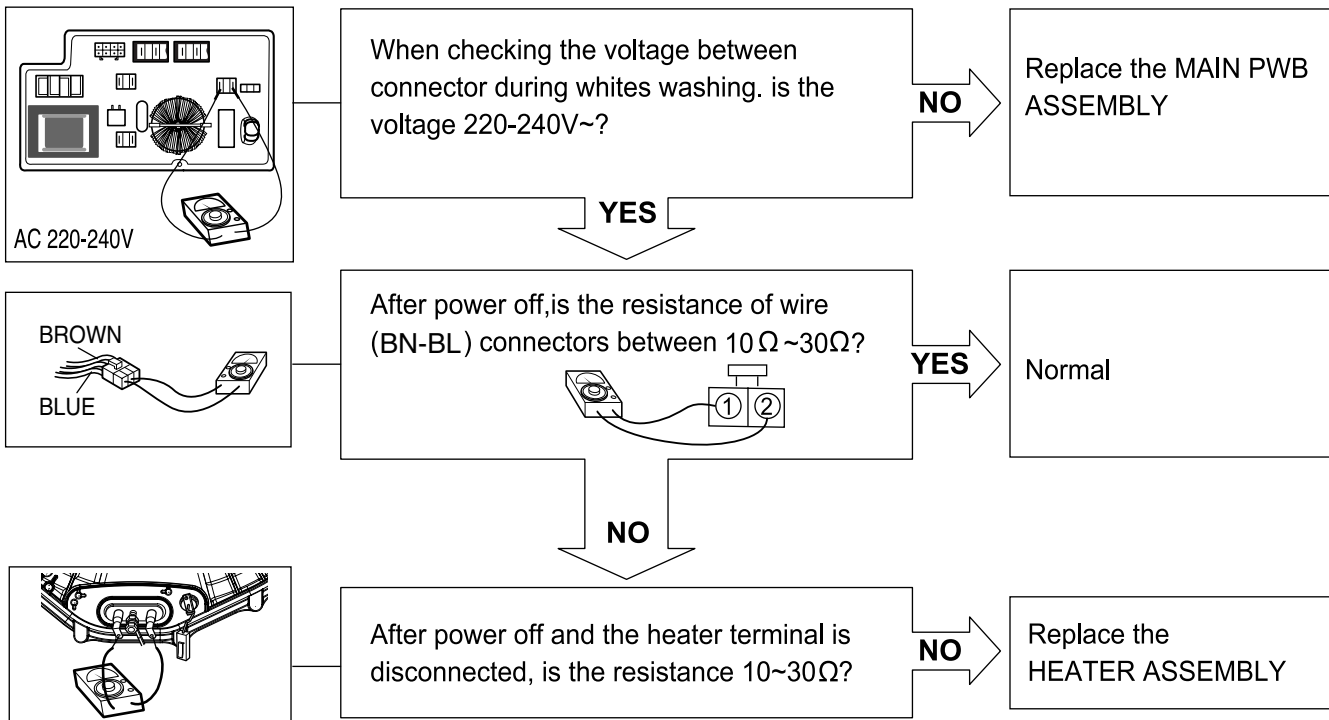 AC 220-240V
When checking the voltage between
connector during whites washing. is the
voltage 220-240V~?
NO
Replace the MAIN PWB
ASSEMBLY
YES
BROWN
BLUE
After power off,is the resistance of wire
(BN-BL) connectors between 10Ω~30Ω?
① ②
YES
Normal
NO
After power off and the heater terminal is
disconnected, is the resistance 10~30Ω?
NO
Replace the
HEATER ASSEMBLY